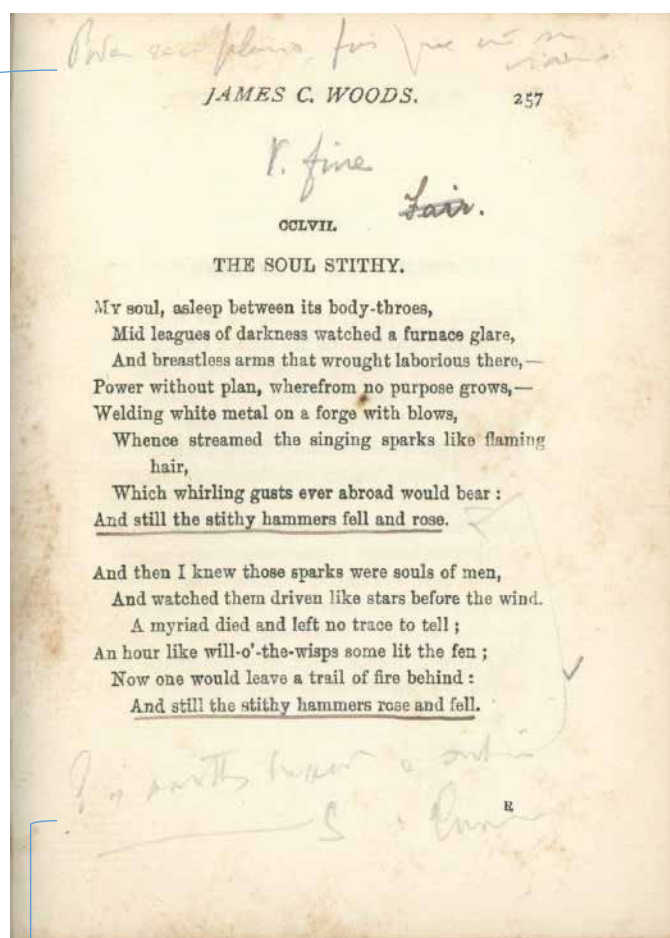 JAMES C. WOODS. 257
V. fine
Fair.
CCLVII.
THE SOUL STITHY.
MY soul, asleep between its body-throes,
Mid leagues of darkness watched a furnace glare,
And breastless arms that wrought laborious there,—
Power without plan, wherefrom no purpose grows,—
Welding white metal on a forge with blows,
Whence streamed the singing sparks like flaming
hair,
Which whirling gusts ever abroad would bear :
And still the stithy hammers fell and rose.
And then I knew those sparks were souls of men,
And watched them driven like stars before the wind.
A myriad died and left no trace to tell ;
An hour like will-o'-the-wisps some lit the fen ;
Now one would leave a trail of fire behind :
And still the stithy hammers rose and fell.
R